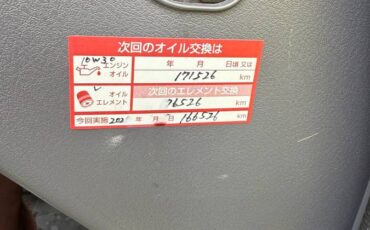 次回のオイル交換は
10W30
エンジンオイル 年 月 日頃 又は
171526 km
オイルエレメント 次回のエレメント交換
76526 km
今回実施 202 年 月 日 166526 km